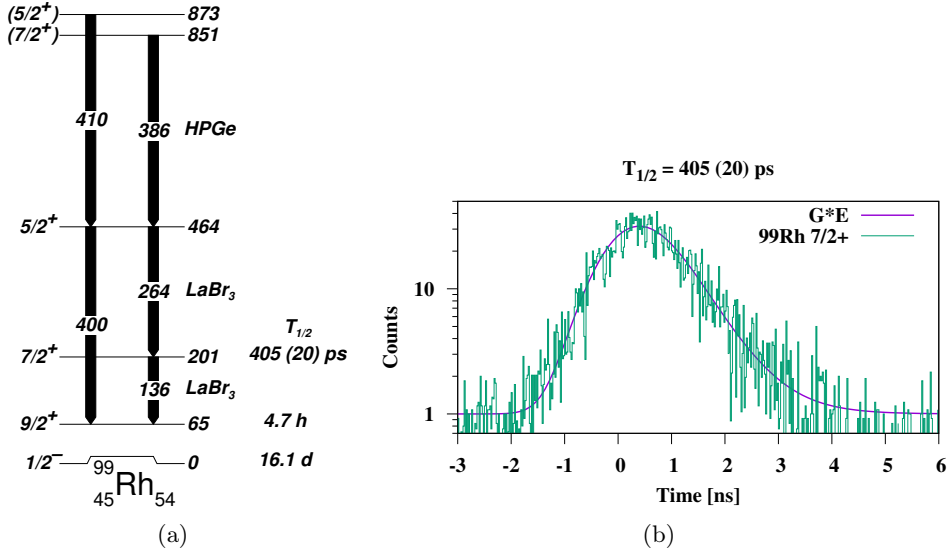 (5/2⁺) 873
(7/2⁺) 851
410 386 HPGe
5/2⁺ 464
264 LaBr₃
400
T₁/₂
7/2⁺ 201 405 (20) ps
136 LaBr₃
9/2⁺ 65 4.7 h
1/2⁻ 0 16.1 d
⁹⁹₄₅Rh₅₄
(a)
T₁/₂ = 405 (20) ps
G*E
99Rh 7/2+
Counts
10
1
-3 -2 -1 0 1 2 3 4 5 6
Time [ns]
(b)